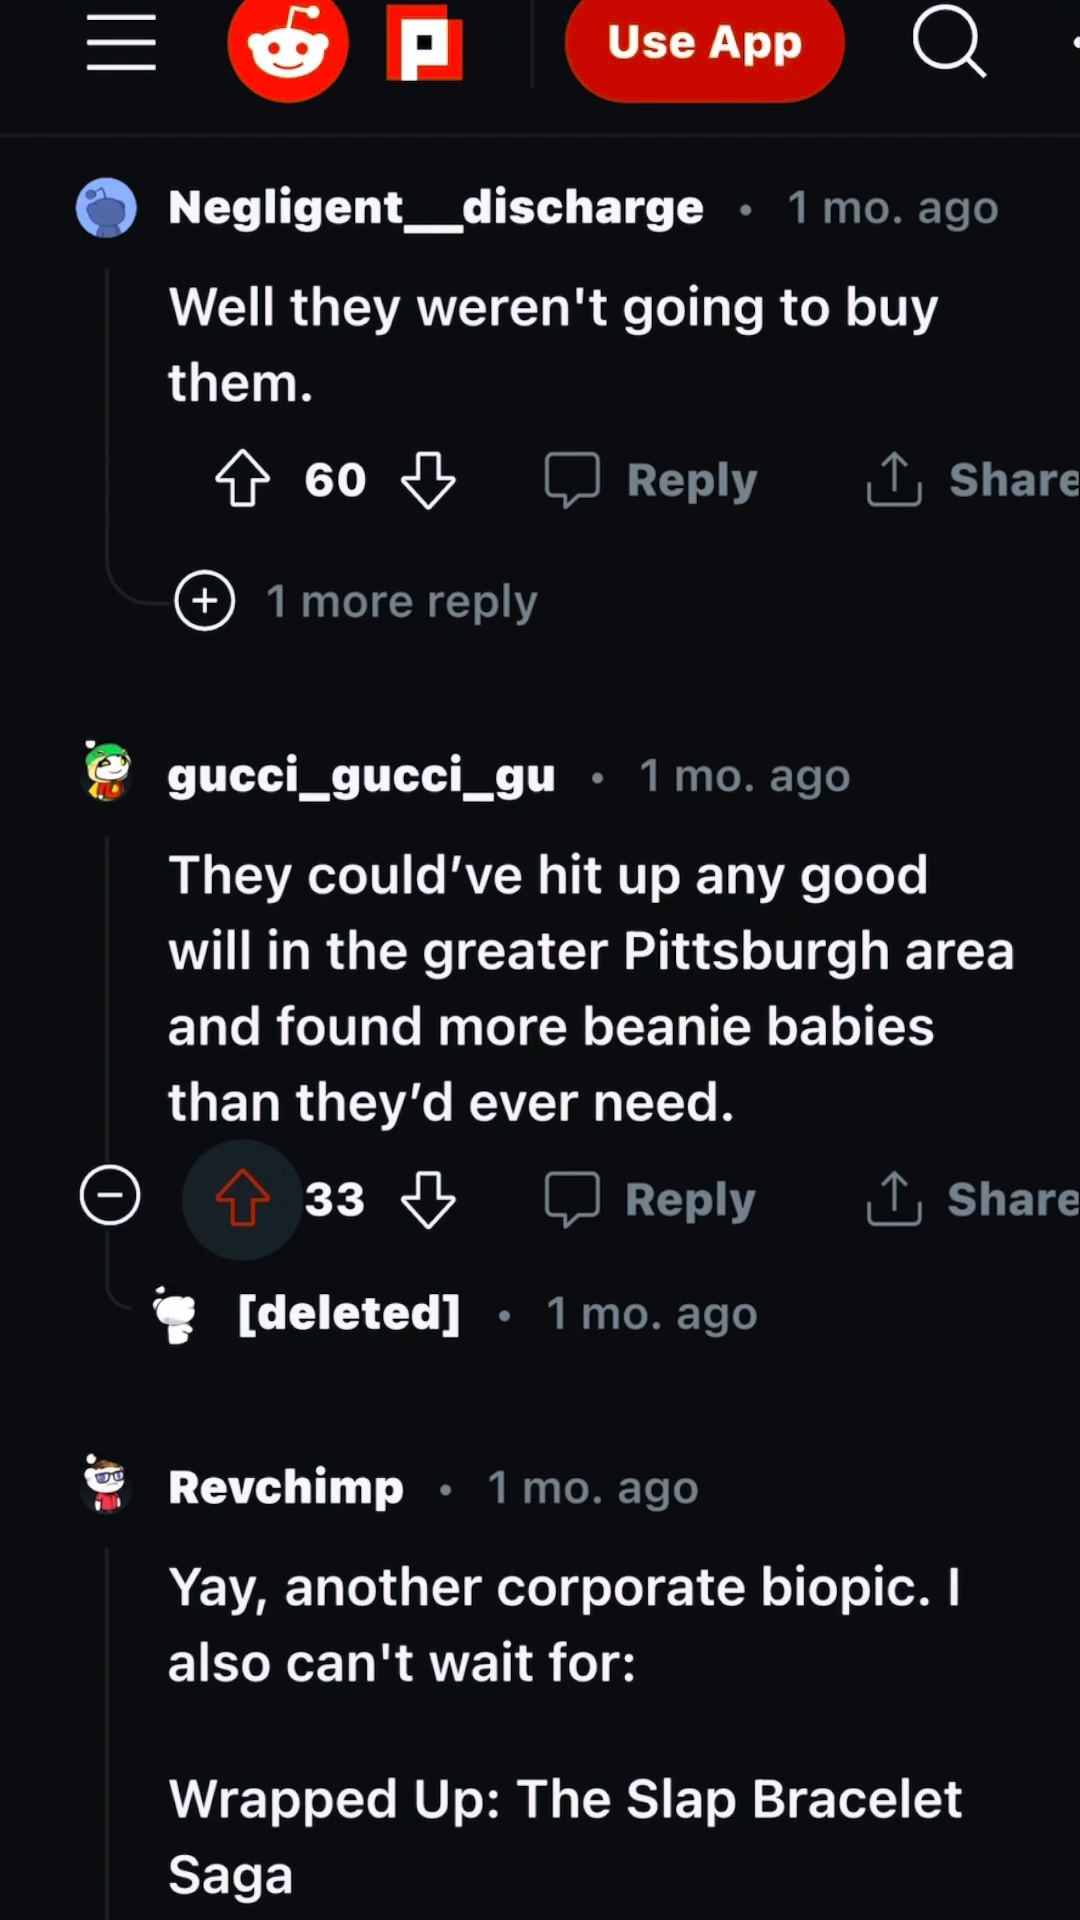 Use App
Negligent__discharge • 1 mo. ago
Well they weren't going to buy
them.
60 Reply Share
1 more reply
gucci_gucci_gu • 1 mo. ago
They could’ve hit up any good
will in the greater Pittsburgh area
and found more beanie babies
than they’d ever need.
33 Reply Share
[deleted] • 1 mo. ago
Revchimp • 1 mo. ago
Yay, another corporate biopic. I
also can't wait for:
Wrapped Up: The Slap Bracelet
Saga